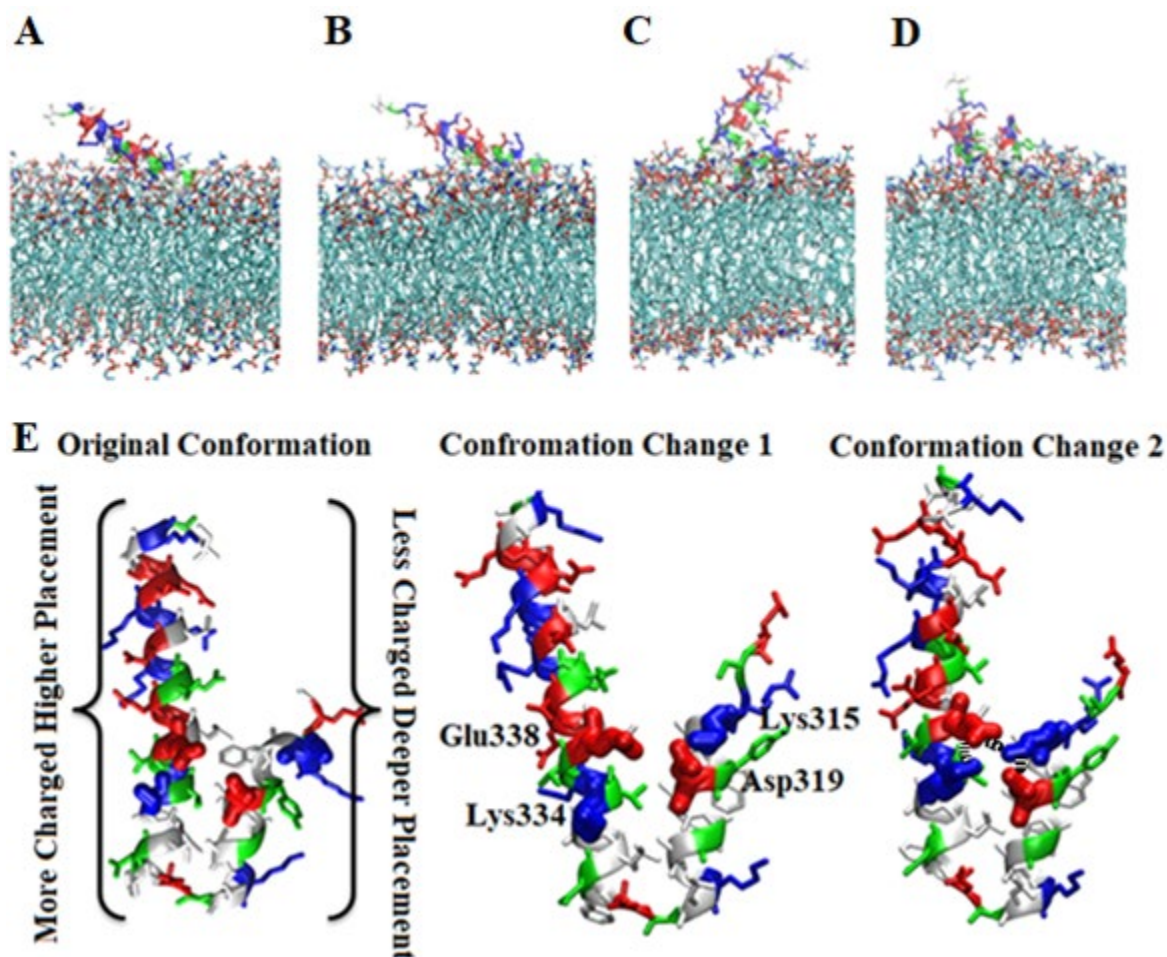 A
B
C
D
E
Original Conformation
Confromation Change 1
Conformation Change 2
More Charged Higher Placement
Less Charged Deeper Placement
Glu338
Lys315
Asp319
Lys334